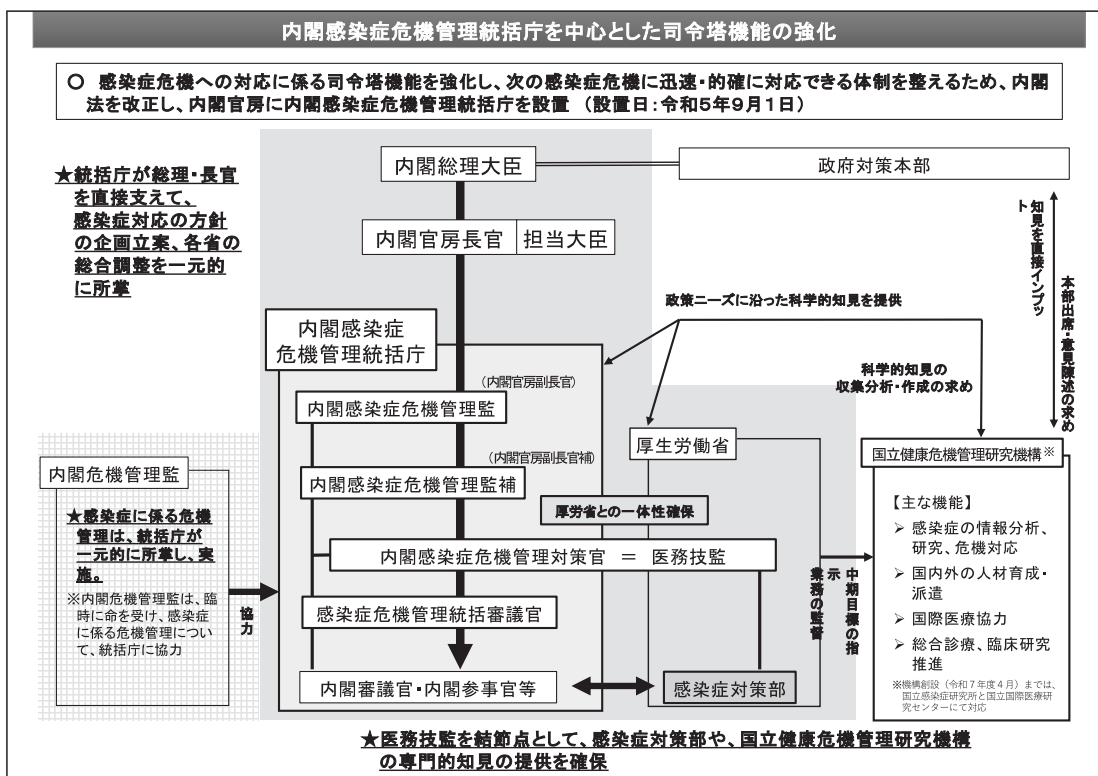 内閣感染症危機管理統括庁を中心とした司令塔機能の強化
○ 感染症危機への対応に係る司令塔機能を強化し、次の感染症危機に迅速・的確に対応できる体制を整えるため、内閣
法を改正し、内閣官房に内閣感染症危機管理統括庁を設置 （設置日：令和5年9月1日）
★統括庁が総理・長官
を直接支えて、
感染症対応の方針
の企画立案、各省の
総合調整を一元的
に所掌
内閣総理大臣
政府対策本部
内閣官房長官
担当大臣
知見を直接インプッ
ト
本部出席・意見陳述の求め
政策ニーズに沿った科学的知見を提供
科学的知見の
収集分析・作成の求め
内閣感染症
危機管理統括庁
（内閣官房副長官）
内閣感染症危機管理監
（内閣官房副長官補）
内閣感染症危機管理監補
厚生労働省
厚労省との一体性確保
内閣感染症危機管理対策官 ＝ 医務技監
感染症危機管理統括審議官
内閣審議官・内閣参事官等
感染症対策部
内閣危機管理監
★感染症に係る危機
管理は、統括庁が
一元的に所掌し、実
施。
※内閣危機管理監は、臨
時に命を受け、感染症
に係る危機管理につい
て、統括庁に協力
協力
中期目標の指
示
業務の監督
国立健康危機管理研究機構※
【主な機能】
➢ 感染症の情報分析、
研究、危機対応
➢ 国内外の人材育成・
派遣
➢ 国際医療協力
➢ 総合診療、臨床研究
推進
※機構創設（令和７年度４月）までは、
国立感染症研究所と国立国際医療研
究センターにて対応
★医務技監を結節点として、感染症対策部や、国立健康危機管理研究機構
の専門的知見の提供を確保